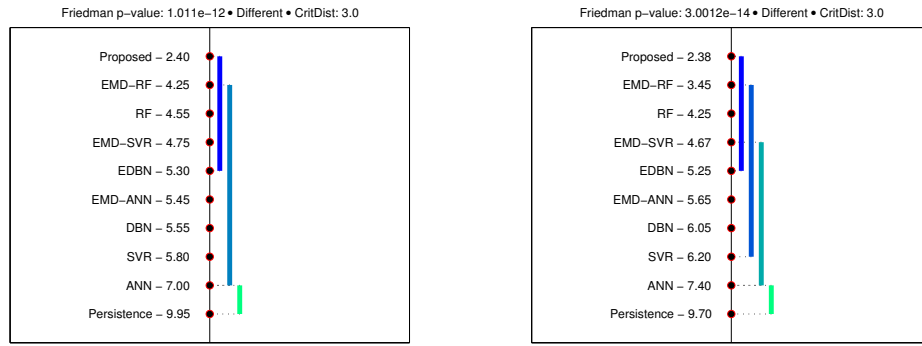 Friedman p-value: 1.011e-12 • Different • CritDist: 3.0
Proposed - 2.40
EMD-RF - 4.25
RF - 4.55
EMD-SVR - 4.75
EDBN - 5.30
EMD-ANN - 5.45
DBN - 5.55
SVR - 5.80
ANN - 7.00
Persistence - 9.95
Friedman p-value: 3.0012e-14 • Different • CritDist: 3.0
Proposed - 2.38
EMD-RF - 3.45
RF - 4.25
EMD-SVR - 4.67
EDBN - 5.25
EMD-ANN - 5.65
DBN - 6.05
SVR - 6.20
ANN - 7.40
Persistence - 9.70